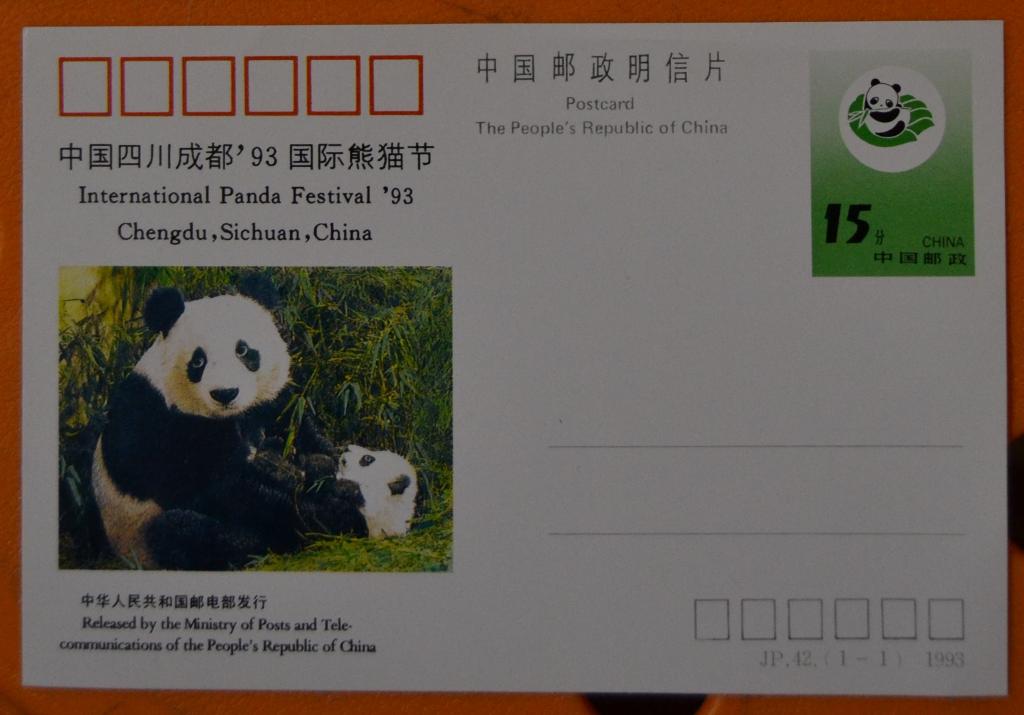 中国四川成都’93国际熊猫节
International Panda Festival ’93
Chengdu,Sichuan,China
中华人民共和国邮电部发行
Released by the Ministry of Posts and Tele-
communications of the People's Republic of China
中国邮政明信片
Postcard
The People's Republic of China
15分
CHINA
中国邮政
JP.42.(1-1) 1993